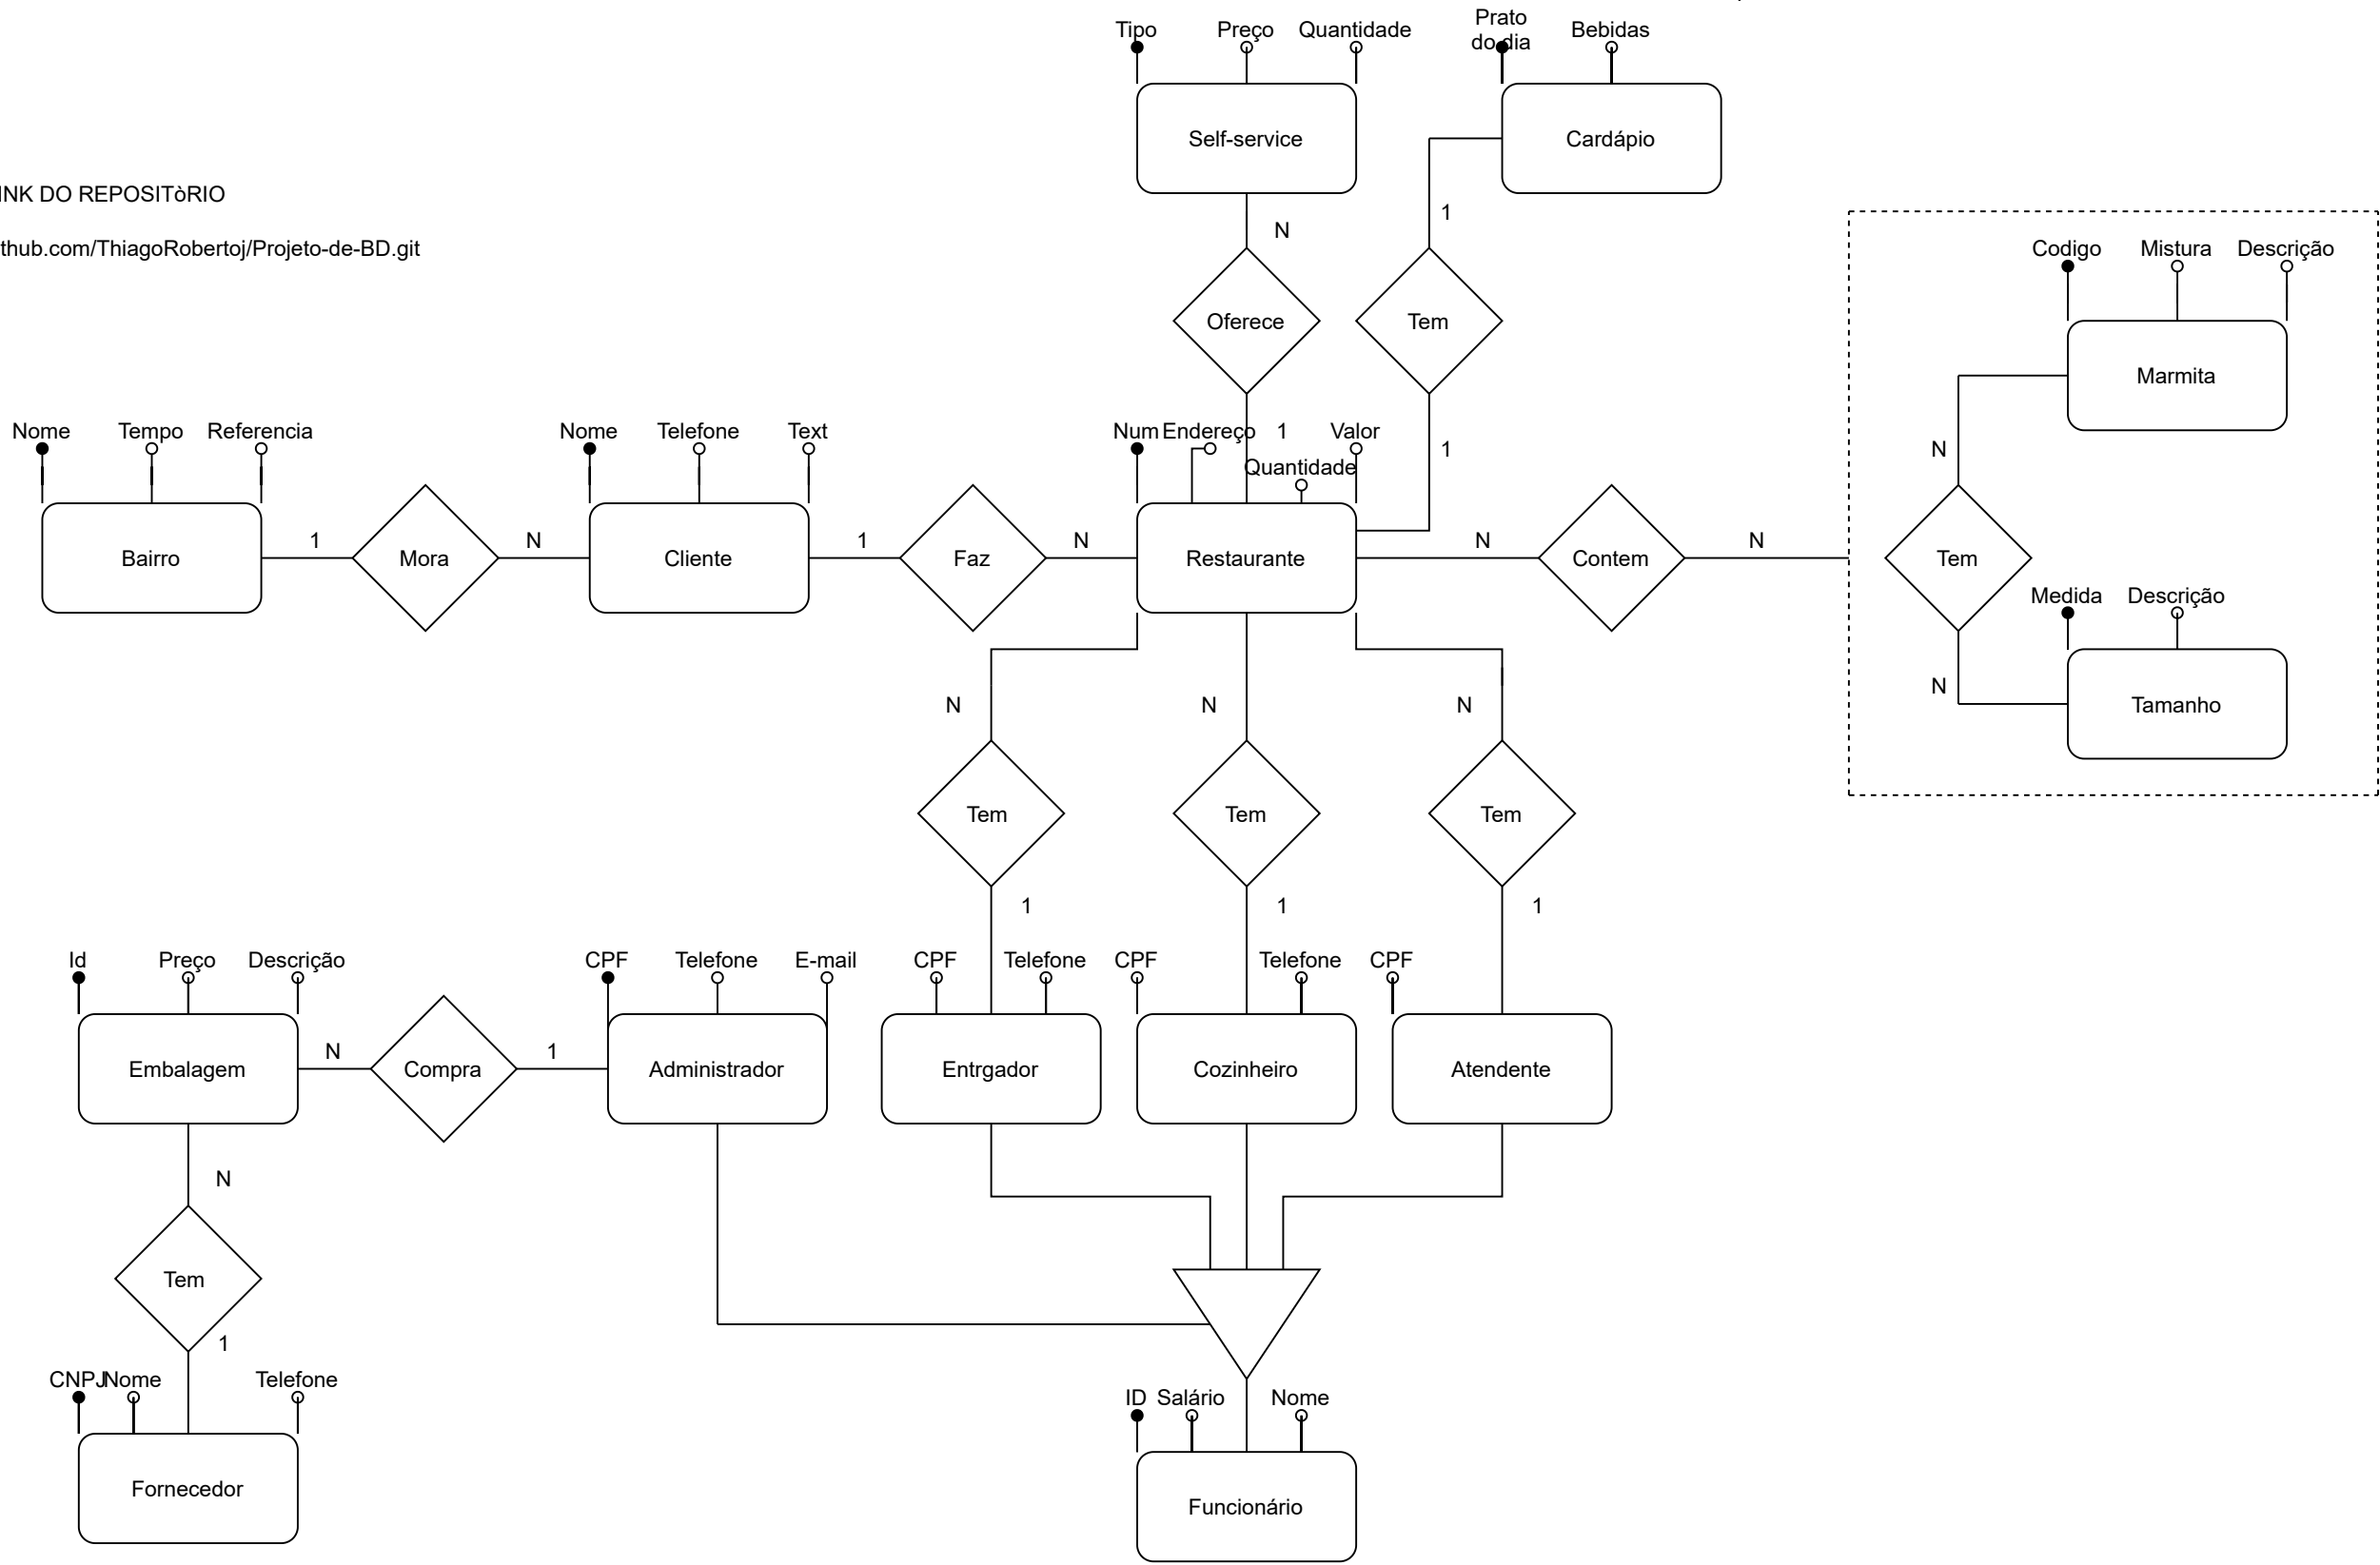 Tipo
Preço
Quantidade
Prato
do dia
Bebidas
Self-service
Cardápio
INK DO REPOSITòRIO
thub.com/ThiagoRobertoj/Projeto-de-BD.git
N
1
Codigo
Mistura
Descrição
Oferece
Tem
Marmita
Nome
Tempo
Referencia
Nome
Telefone
Text
Num
Endereço
1
Valor
1
N
Quantidade
Bairro
1
Mora
N
Cliente
1
Faz
N
Restaurante
N
Contem
N
Tem
Medida
Descrição
N
N
N
N
Tamanho
Tem
Tem
Tem
1
1
1
Id
Preço
Descrição
CPF
Telefone
E-mail
CPF
Telefone
CPF
Telefone
CPF
Embalagem
N
Compra
1
Administrador
Entrgador
Cozinheiro
Atendente
N
Tem
1
CNPJ
Nome
Telefone
ID
Salário
Nome
Fornecedor
Funcionário